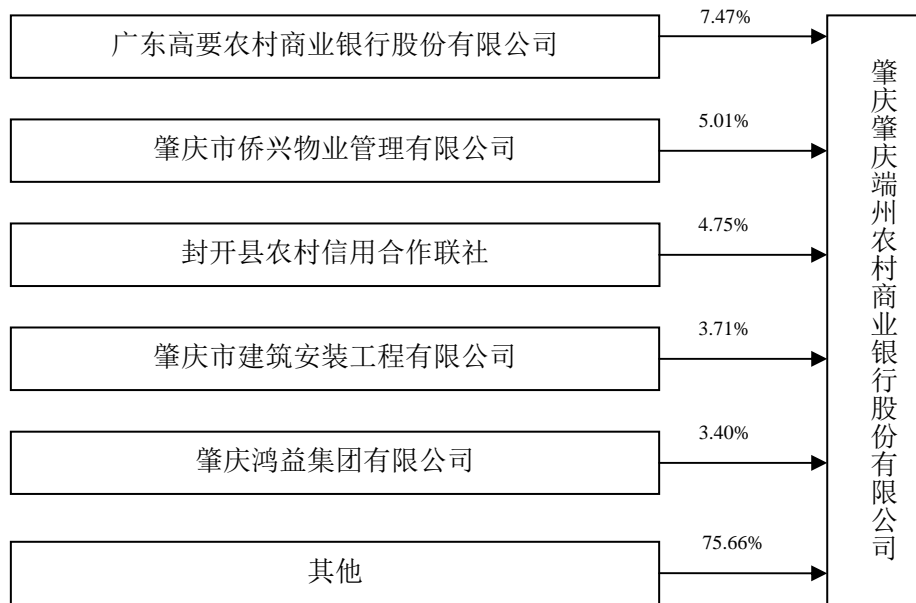 7.47%
广东高要农村商业银行股份有限公司
5.01%
肇庆市侨兴物业管理有限公司
4.75%
封开县农村信用合作联社
3.71%
肇庆市建筑安装工程有限公司
3.40%
肇庆鸿益集团有限公司
75.66%
其他
肇庆肇庆端州农村商业银行股份有限公司